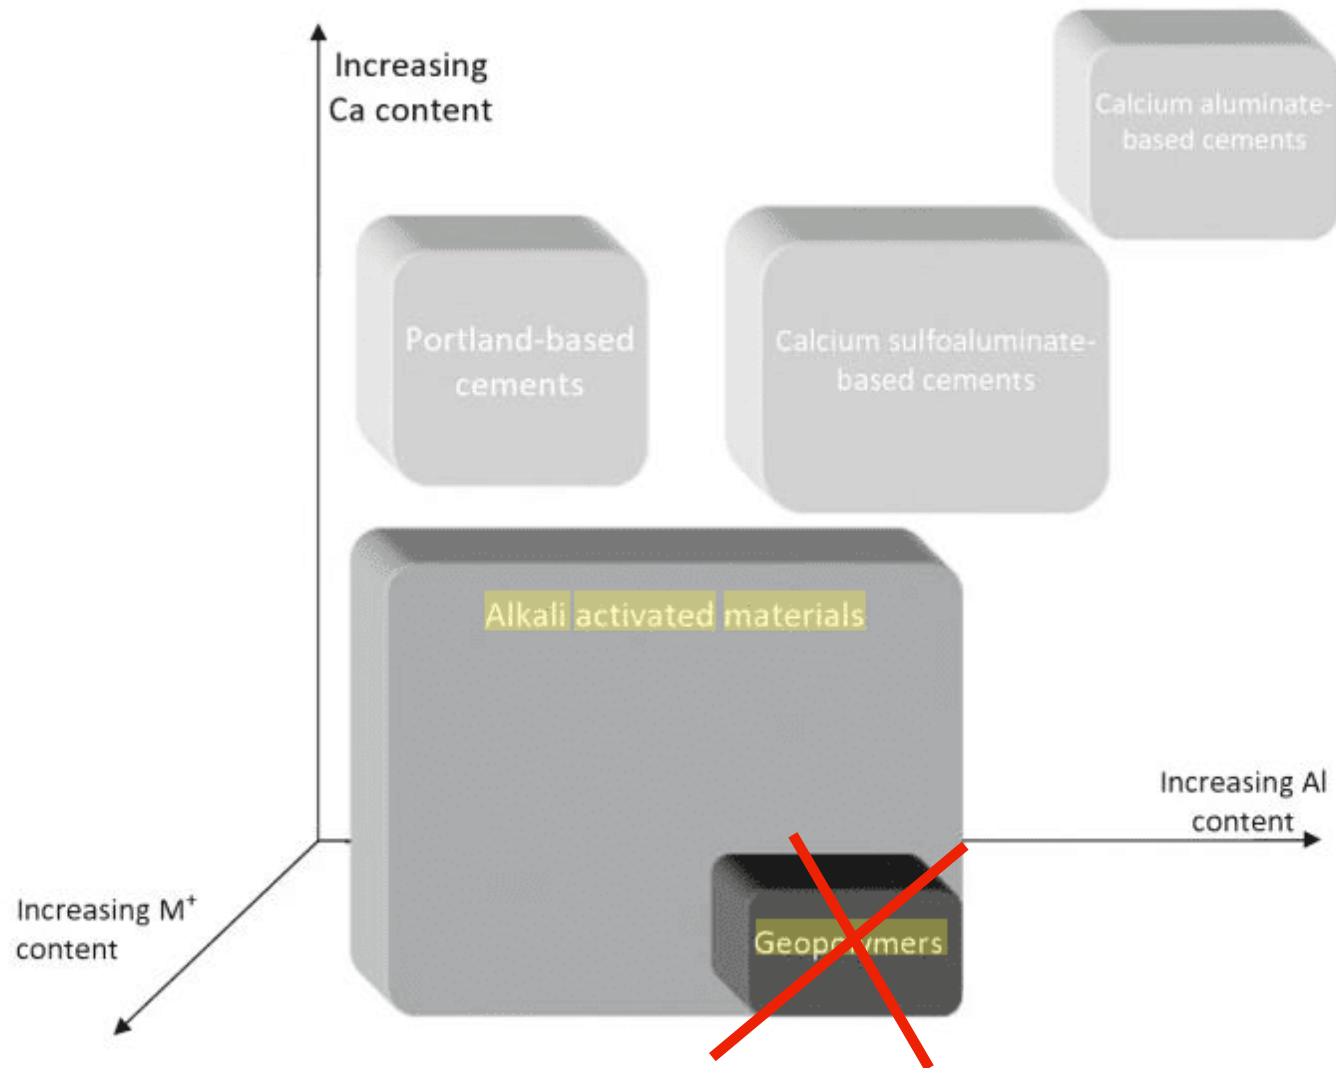 Increasing
Ca content
Calcium aluminate-
based cements
Portland-based
cements
Calcium sulfoaluminate-
based cements
Alkali activated materials
Increasing Al
content
Increasing M⁺
content
Geopolymers